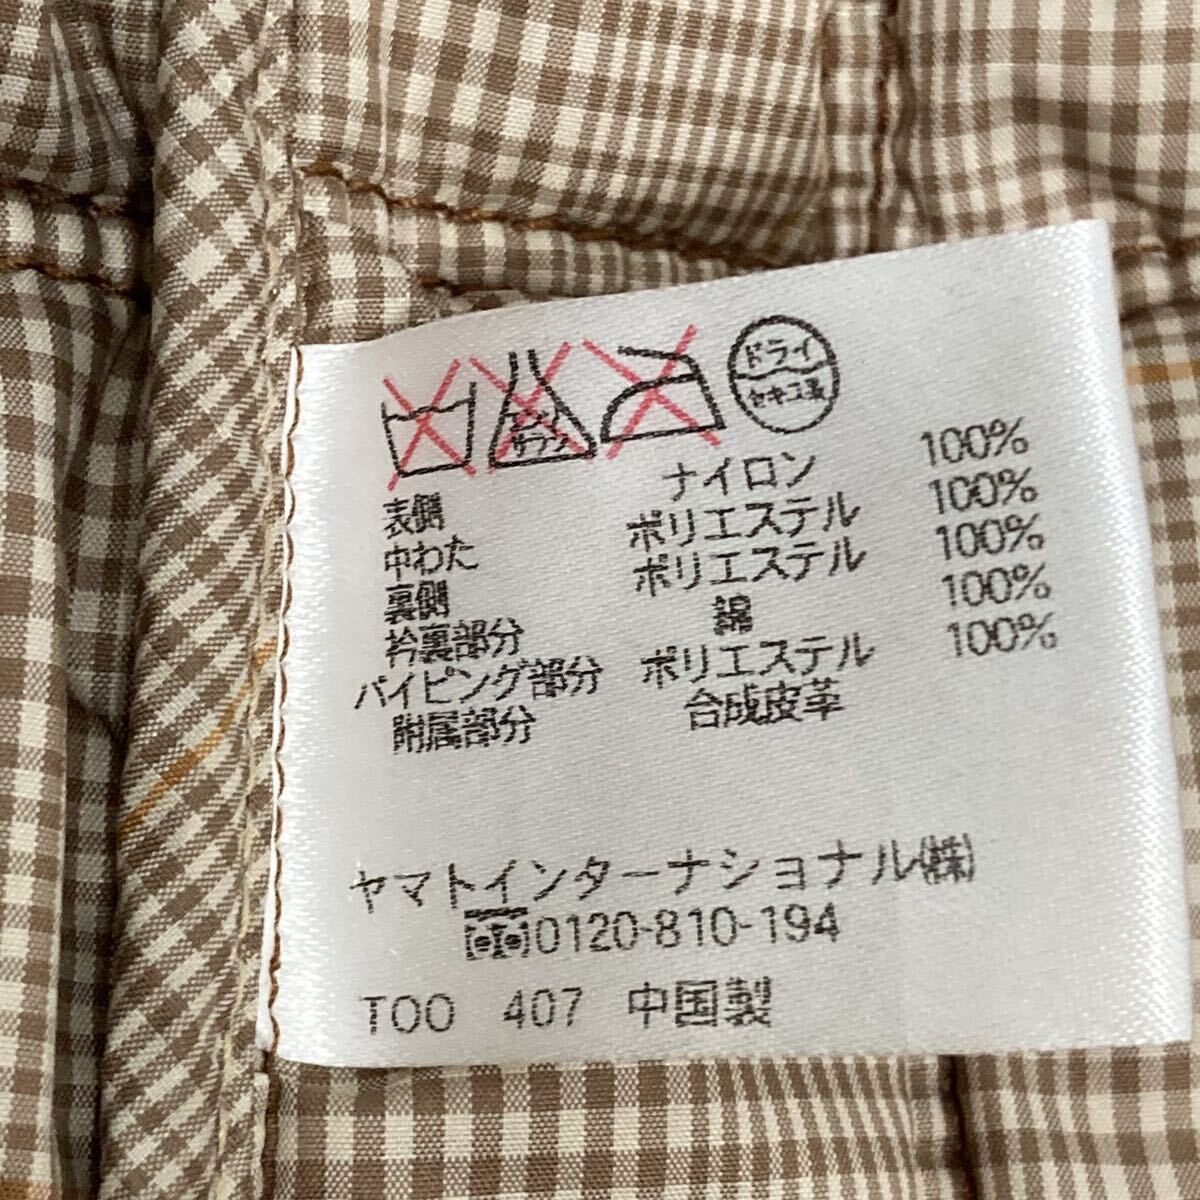 ドライ
セキユ系
表側 ナイロン 100%
中わた ポリエステル 100%
裏側 ポリエステル 100%
衿裏部分 綿 100%
パイピング部分 ポリエステル 100%
附属部分 合成皮革
ヤマトインターナショナル㈱
0120-810-194
TOO 407 中国製